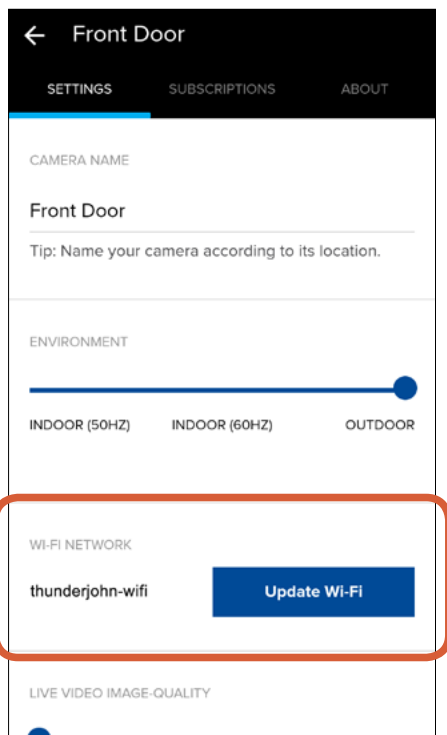 Front Door
SETTINGS SUBSCRIPTIONS ABOUT
CAMERA NAME
Front Door
Tip: Name your camera according to its location.
ENVIRONMENT
INDOOR (50HZ) INDOOR (60HZ) OUTDOOR
WI-FI NETWORK
thunderjohn-wifi Update Wi-Fi
LIVE VIDEO IMAGE-QUALITY